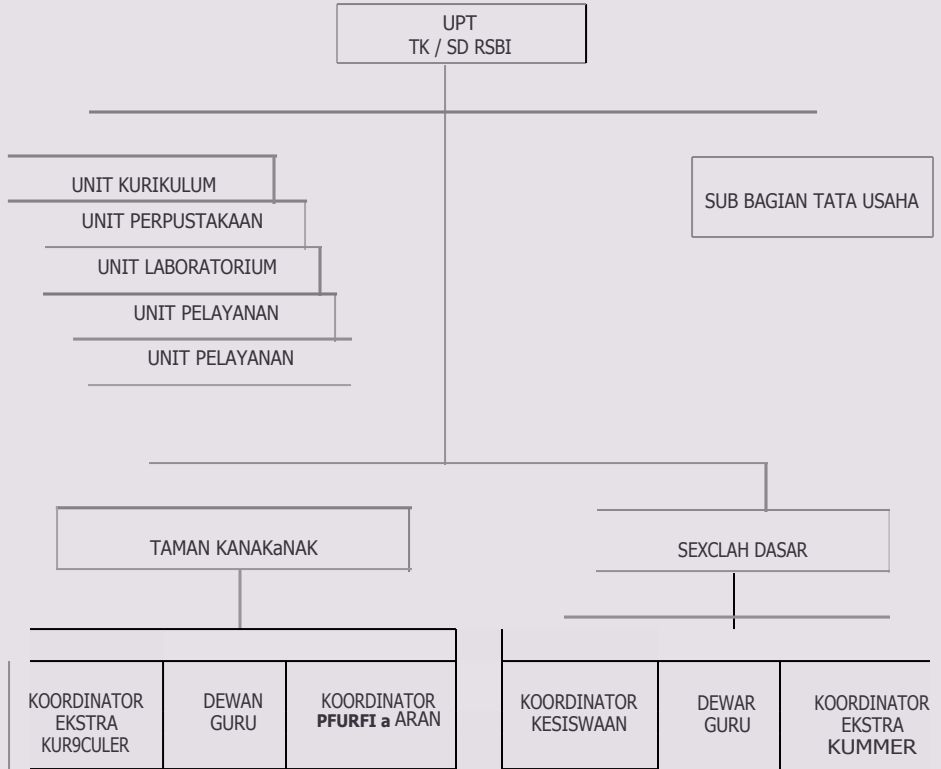 UPT
TK / SD RSBI
UNIT KURIKULUM
UNIT PERPUSTAKAAN
UNIT LABORATORIUM
UNIT PELAYANAN
UNIT PELAYANAN
SUB BAGIAN TATA USAHA
TAMAN KANAKaNAK
SEXCLAH DASAR
KOORDINATOR
EKSTRA
KUR9CULER
DEWAN
GURU
KOORDINATOR
PFURFI a ARAN
KOORDINATOR
KESISWAAN
DEWAR
GURU
KOORDINATOR
EKSTRA
KUMMER